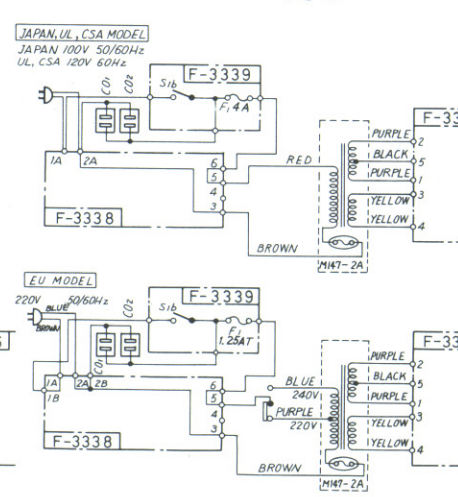 JAPAN, UL, CSA MODEL
JAPAN 100V 50/60Hz
UL, CSA 120V 60Hz
F-3339
CO1
CO2
S1b
F1 4A
F-33
PURPLE
2
1A
2A
6
5
4
3
RED
BLACK
5
PURPLE
1
YELLOW
3
YELLOW
4
F-3338
BROWN
M147-2A
EU MODEL
220V
50/60Hz
BLUE
BROWN
CO2
CO1
S1b
F-3339
F1
1.25AT
F-33
PURPLE
2
1A
2A
2B
1B
6
5
4
3
BLUE
240V
PURPLE
220V
BLACK
5
PURPLE
1
YELLOW
3
YELLOW
4
F-3338
BROWN
M147-2A